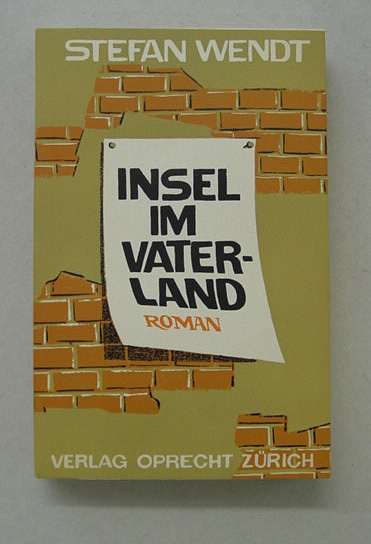 STEFAN WENDT
INSEL
IM
VATER-
LAND
ROMAN
VERLAG OPRECHT ZÜRICH